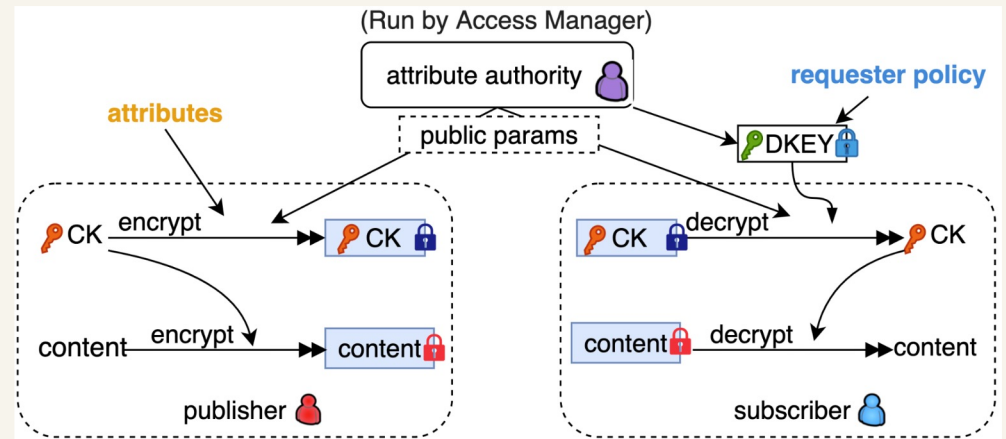 (Run by Access Manager)
attribute authority
requester policy
attributes
public params
DKEY
CK
encrypt
CK
CK
decrypt
CK
content
encrypt
content
content
decrypt
content
publisher
subscriber